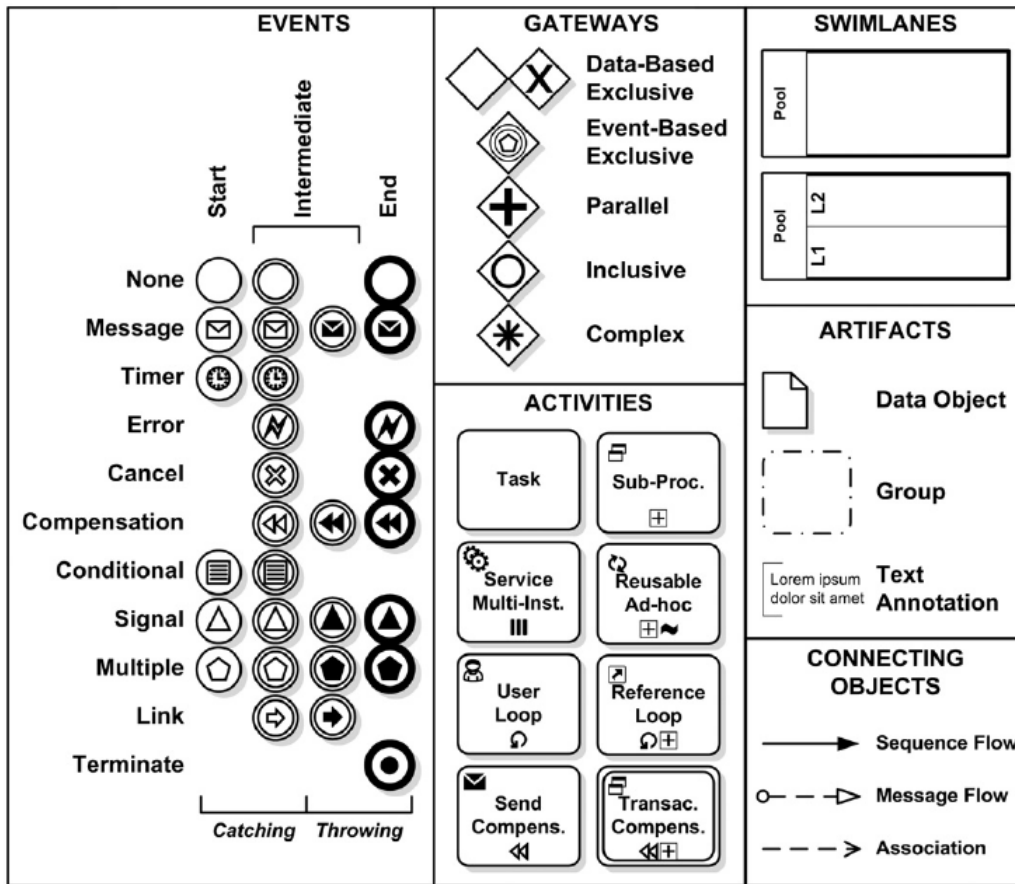 EVENTS
Start
Intermediate
End
None
Message
Timer
Error
Cancel
Compensation
Conditional
Signal
Multiple
Link
Terminate
Catching
Throwing
GATEWAYS
X
Data-Based
Exclusive
Event-Based
Exclusive
Parallel
Inclusive
Complex
ACTIVITIES
Task
Sub-Proc.
Service
Multi-Inst.
Reusable
Ad-hoc
User
Loop
Reference
Loop
Send
Compens.
Transac.
Compens.
SWIMLANES
Pool
Pool
L2
L1
ARTIFACTS
Data Object
Group
Lorem ipsum
dolor sit amet
Text
Annotation
CONNECTING
OBJECTS
Sequence Flow
Message Flow
Association